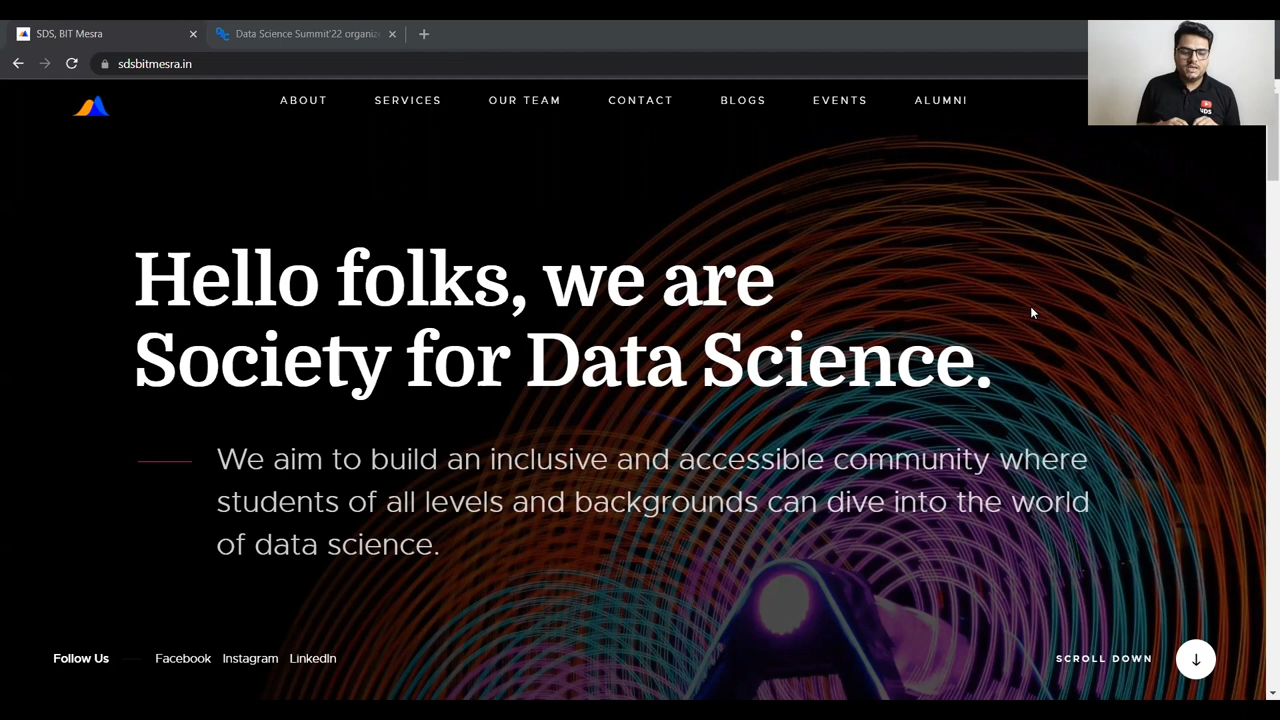 SDS, BIT Mesra
Data Science Summit'22 organiz
sdsbitmesra.in
ABOUT SERVICES OUR TEAM CONTACT BLOGS EVENTS ALUMNI
Hello folks, we are
Society for Data Science.
We aim to build an inclusive and accessible community where
students of all levels and backgrounds can dive into the world
of data science.
Follow Us Facebook Instagram LinkedIn
SCROLL DOWN